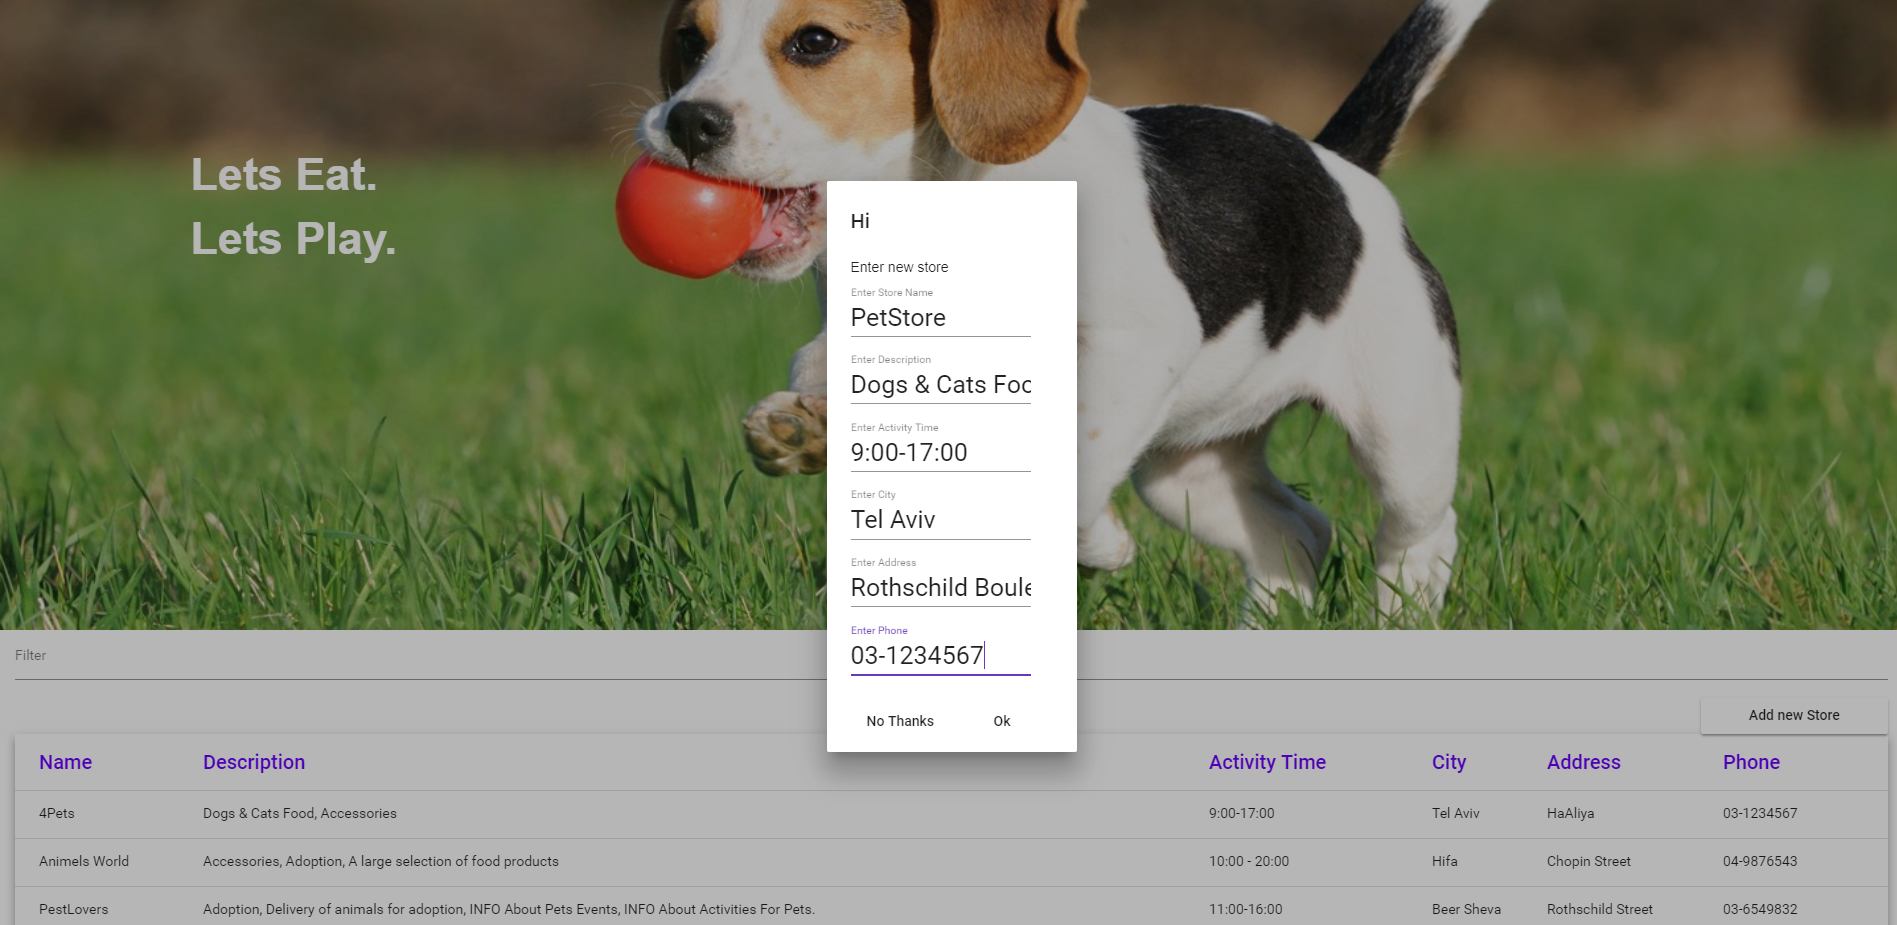 Lets Eat.
Lets Play.
Hi
Enter new store
Enter Store Name
PetStore
Enter Description
Dogs & Cats Foo
Enter Activity Time
9:00-17:00
Enter City
Tel Aviv
Enter Address
Rothschild Boule
Enter Phone
03-1234567
No Thanks Ok
Filter
Add new Store
Name Description Activity Time City Address Phone
4Pets Dogs & Cats Food, Accessories 9:00-17:00 Tel Aviv HaAliya 03-1234567
Animels World Accessories, Adoption, A large selection of food products 10:00 - 20:00 Hifa Chopin Street 04-9876543
PestLovers Adoption, Delivery of animals for adoption, INFO About Pets Events, INFO About Activities For Pets. 11:00-16:00 Beer Sheva Rothschild Street 03-6549832